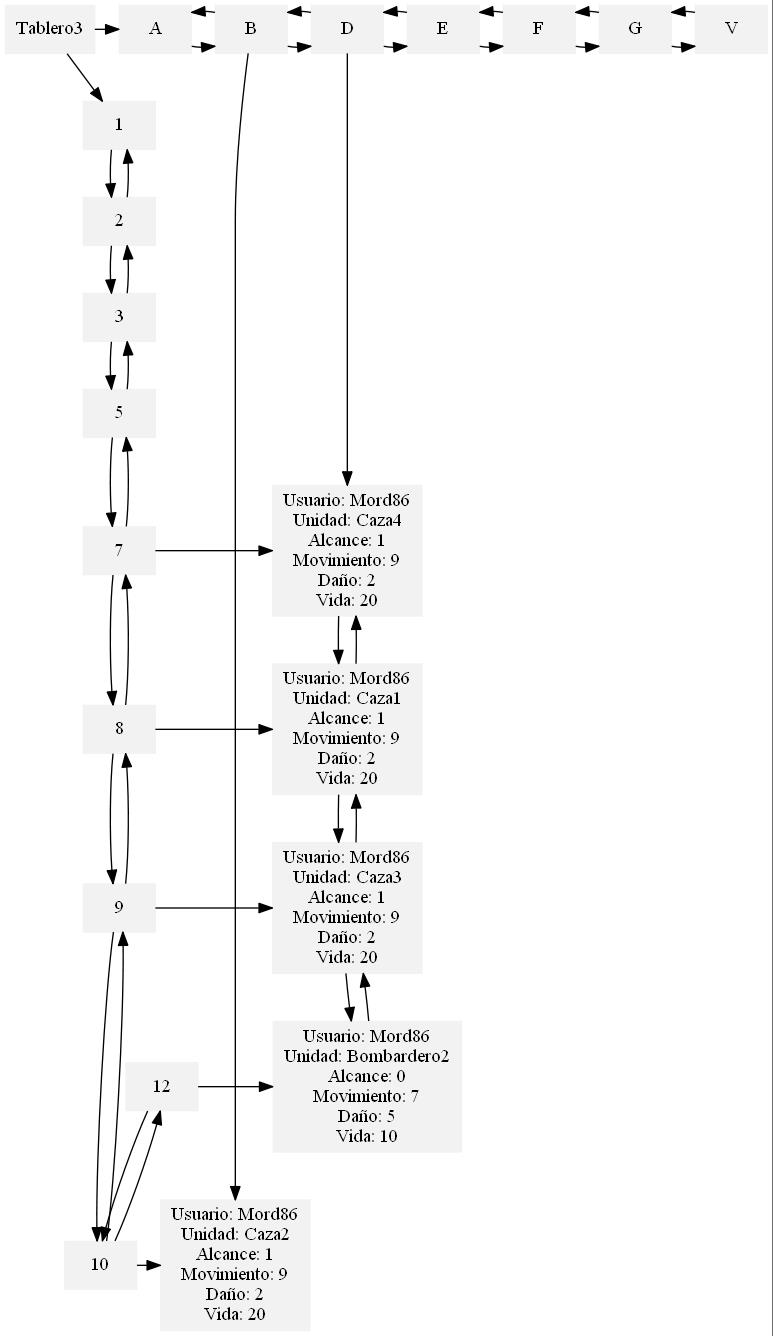 Tablero3
A
B
D
E
F
G
V
1
2
3
5
7
Usuario: Mord86
Unidad: Caza4
Alcance: 1
Movimiento: 9
Daño: 2
Vida: 20
8
Usuario: Mord86
Unidad: Caza1
Alcance: 1
Movimiento: 9
Daño: 2
Vida: 20
9
Usuario: Mord86
Unidad: Caza3
Alcance: 1
Movimiento: 9
Daño: 2
Vida: 20
12
Usuario: Mord86
Unidad: Bombardero2
Alcance: 0
Movimiento: 7
Daño: 5
Vida: 10
10
Usuario: Mord86
Unidad: Caza2
Alcance: 1
Movimiento: 9
Daño: 2
Vida: 20